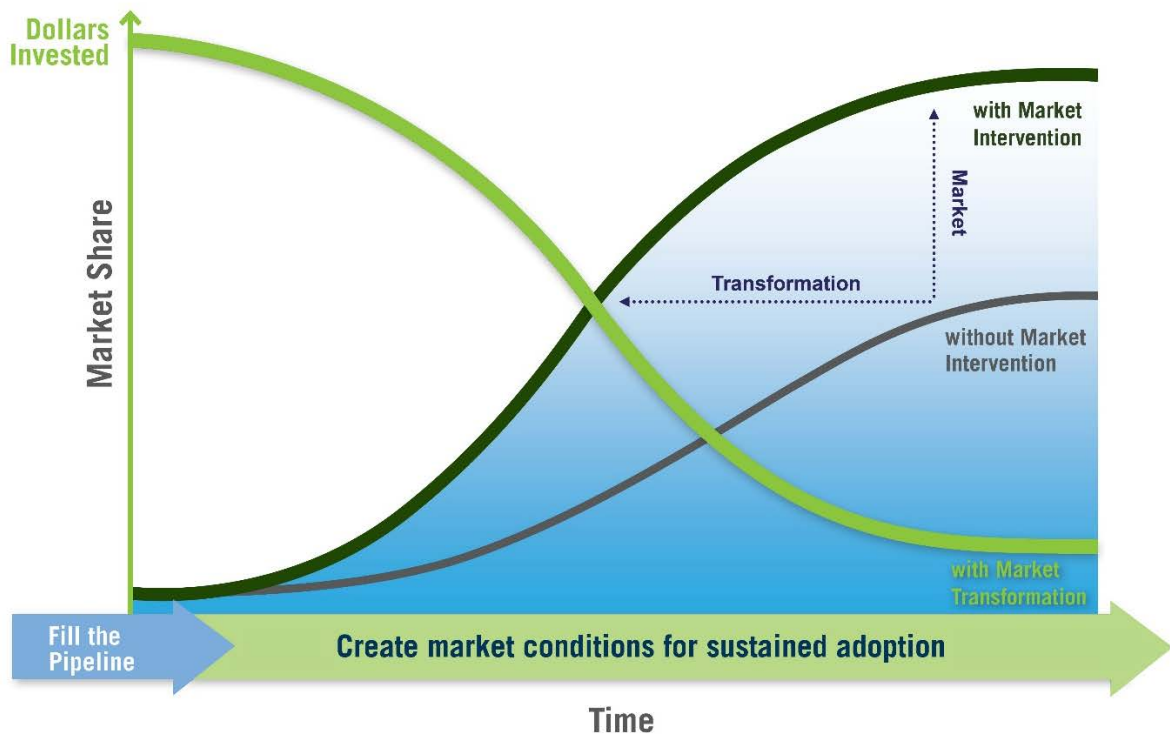 Dollars
Invested
Market Share
with Market
Intervention
Market
Transformation
without Market
Intervention
with Market
Transformation
Fill the
Pipeline
Create market conditions for sustained adoption
Time